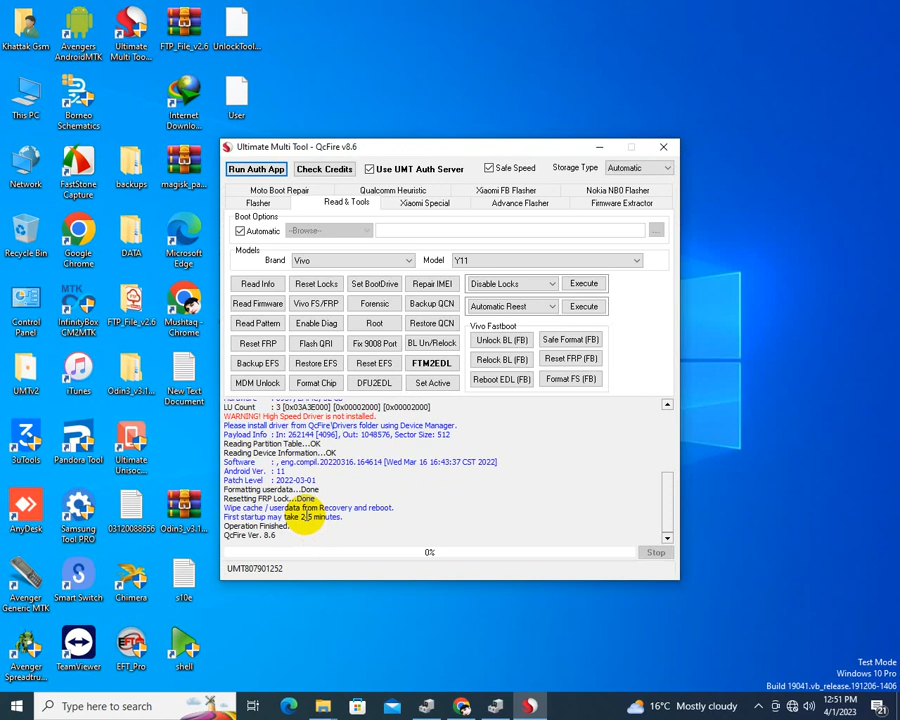 Khattak Gsm
Avengers AndroidMTK
Ultimate Multi Too...
FTP_File_v2.6
UnlockTool...
This PC
Borneo Schematics
Internet Downlo...
User
Network
FastStone Capture
backups
magisk_pa...
Recycle Bin
Google Chrome
DATA
Microsoft Edge
Control Panel
InfinityBox CM2MTK
FTP_File_v2.6
Mushtaq - Chrome
UMTv2
iTunes
Odin3_v3.1...
New Text Document
3uTools
Pandora Tool
Ultimate Unisoc...
AnyDesk
Samsung Tool PRO
03120088656
Odin3_v3.1...
Avenger Generic MTK
Smart Switch
Chimera
s10e
Avenger Spreadtru...
TeamViewer
EFT_Pro
shell
Ultimate Multi Tool - QcFire v8.6
Run Auth App
Check Credits
Use UMT Auth Server
Safe Speed
Storage Type
Automatic
Moto Boot Repair
Qualcomm Heuristic
Xiaomi FB Flasher
Nokia NB0 Flasher
Flasher
Read & Tools
Xiaomi Special
Advance Flasher
Firmware Extractor
Boot Options
Automatic
--Browse--
...
Models
Brand
Vivo
Model
Y11
Read Info
Reset Locks
Set BootDrive
Repair IMEI
Disable Locks
Execute
Read Firmware
Vivo FS/FRP
Forensic
Backup QCN
Automatic Reest
Execute
Read Pattern
Enable Diag
Root
Restore QCN
Vivo Fastboot
Reset FRP
Flash QRI
Fix 9008 Port
BL Un/Relock
Unlock BL (FB)
Safe Format (FB)
Backup EFS
Restore EFS
Reset EFS
FTM2EDL
Relock BL (FB)
Reset FRP (FB)
MDM Unlock
Format Chip
DFU2EDL
Set Active
Reboot EDL (FB)
Format FS (FB)
LU Count : 3 [0x03A3E000] [0x00002000] [0x00002000]
WARNING! High Speed Driver is not installed.
Please install driver from QcFire\Drivers folder using Device Manager.
Payload Info : In: 262144 [4096], Out: 1048576, Sector Size: 512
Reading Partition Table...OK
Reading Device Information...OK
Software : , eng.compil.20220316.164614 [Wed Mar 16 16:43:37 CST 2022]
Android Ver. : 11
Patch Level : 2022-03-01
Formatting userdata...Done
Resetting FRP Lock...Done
Wipe cache / userdata from Recovery and reboot.
First startup may take 2-5 minutes.
Operation Finished.
QcFire Ver. 8.6
0%
Stop
UMT807901252
Test Mode
Windows 10 Pro
Build 19041.vb_release.191206-1406
Type here to search
16°C Mostly cloudy
12:51 PM
4/1/2023
21